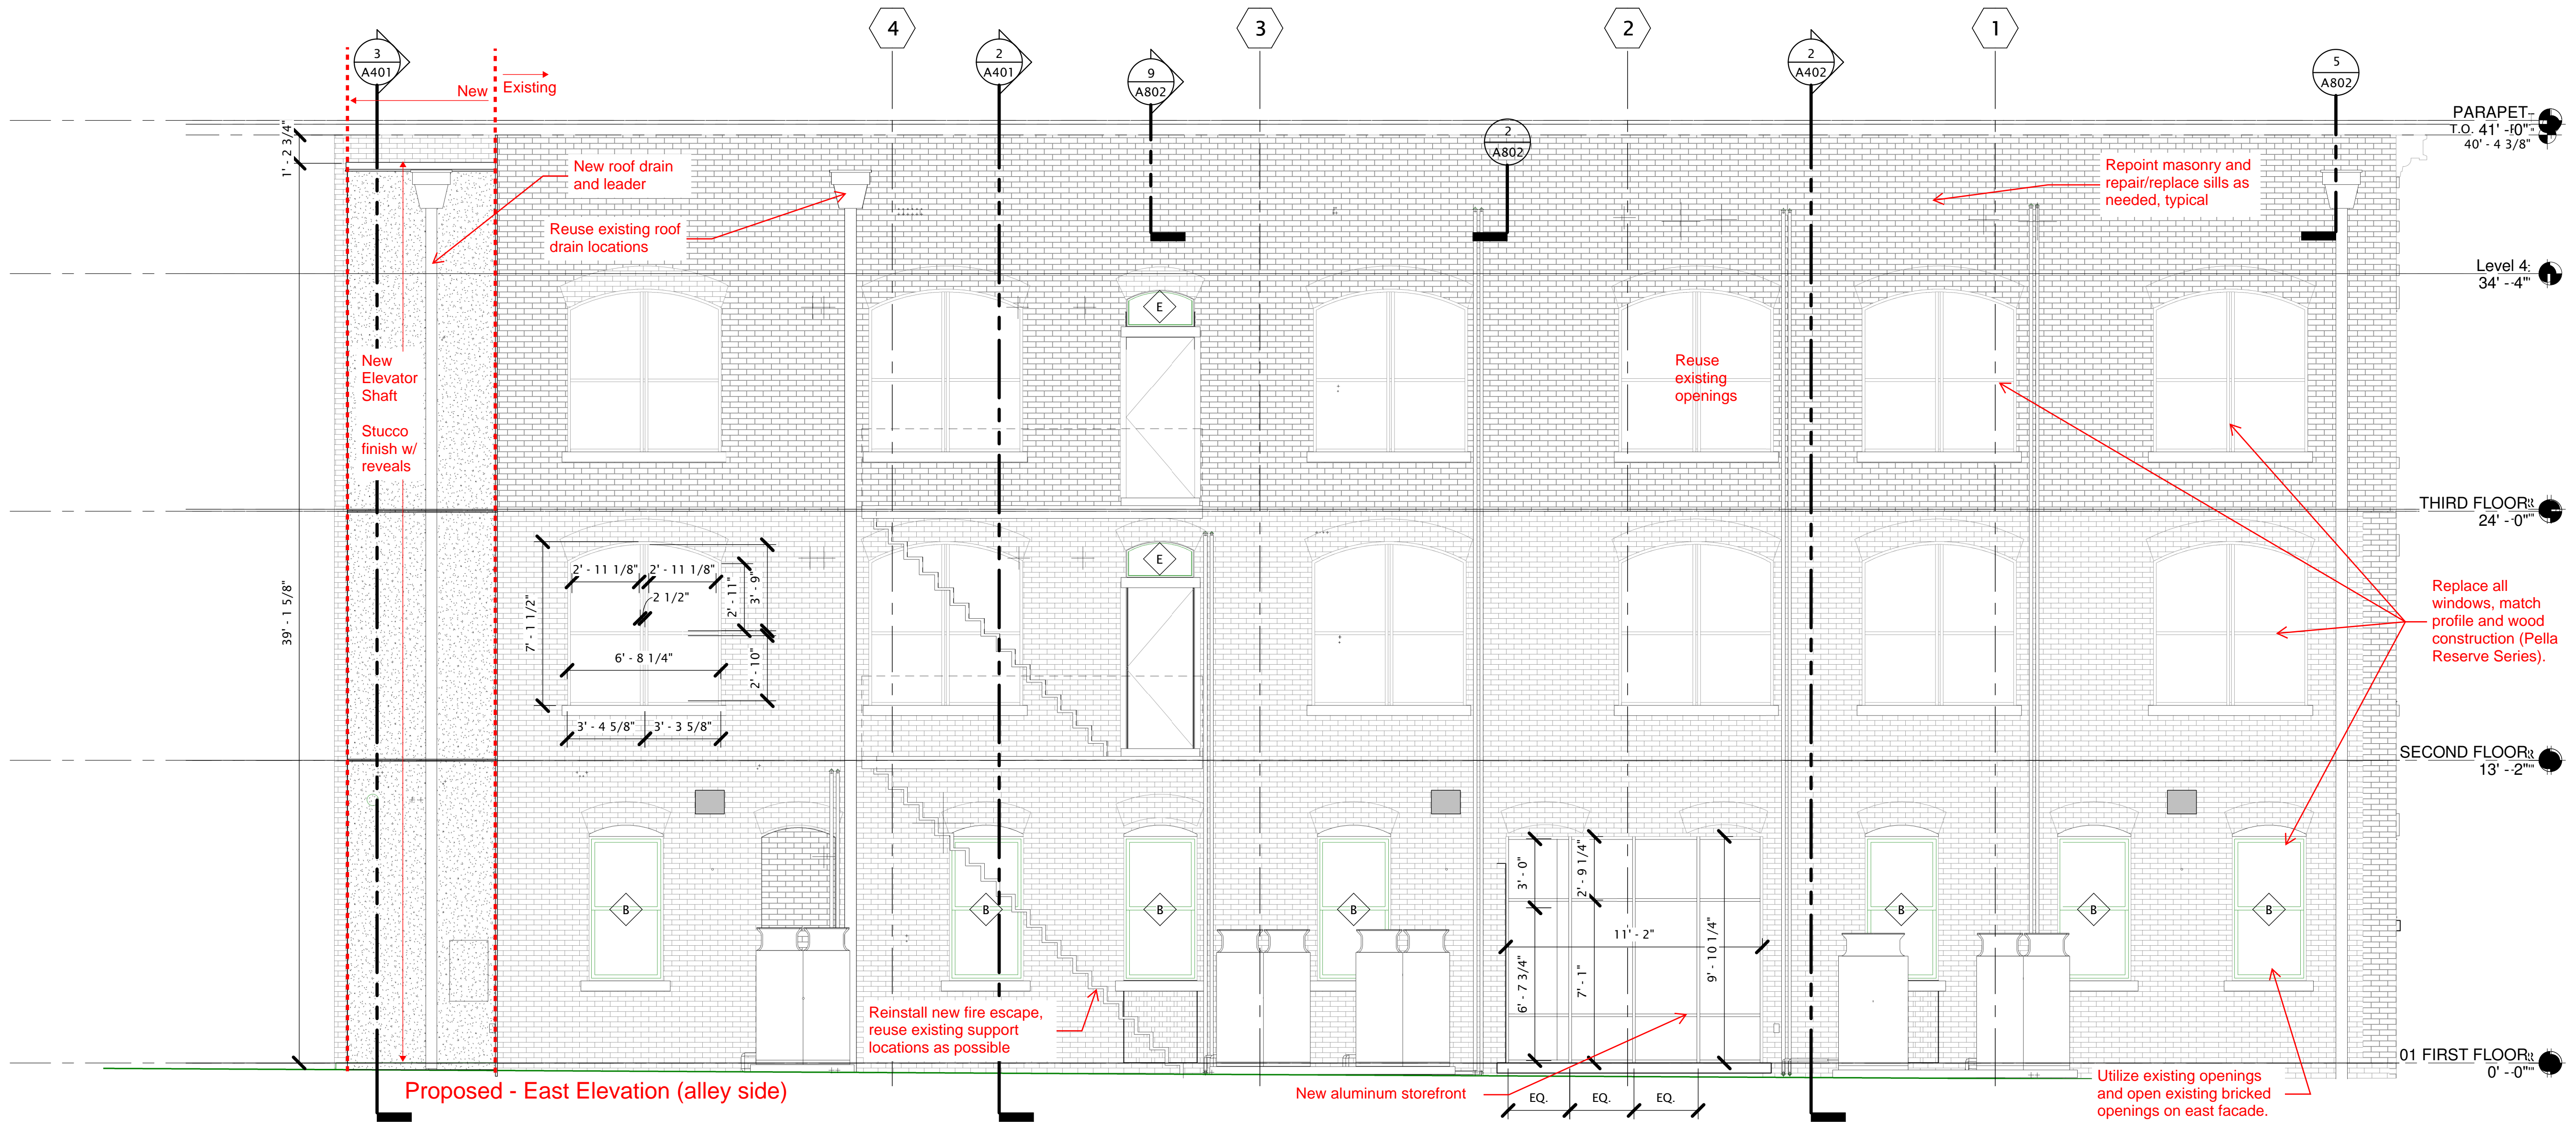 4
3
2
1
3
A401
2
A401
9
A802
2
A402
5
A802
2
A802
New
Existing
PARAPET
T.O. 41' - 0"
40' - 4 3/8"
1' - 2 3/4"
New roof drain
and leader
Reuse existing roof
drain locations
Repoint masonry and
repair/replace sills as
needed, typical
Level 4
34' - 4"
E
New
Elevator
Shaft
Stucco
finish w/
reveals
Reuse
existing
openings
THIRD FLOOR
24' - 0"
E
39' - 1 5/8"
7' - 1 1/2"
2' - 11 1/8"
2' - 11 1/8"
2 1/2"
2' - 11"
3' - 9"
6' - 8 1/4"
2' - 10"
3' - 4 5/8"
3' - 3 5/8"
Replace all
windows, match
profile and wood
construction (Pella
Reserve Series).
SECOND FLOOR
13' - 2"
B
B
B
B
B
B
B
3' - 0"
2' - 9 1/4"
11' - 2"
6' - 7 3/4"
7' - 1"
9' - 10 1/4"
Reinstall new fire escape,
reuse existing support
locations as possible
01 FIRST FLOOR
0' - 0"
Proposed - East Elevation (alley side)
New aluminum storefront
EQ.
EQ.
EQ.
Utilize existing openings
and open existing bricked
openings on east facade.